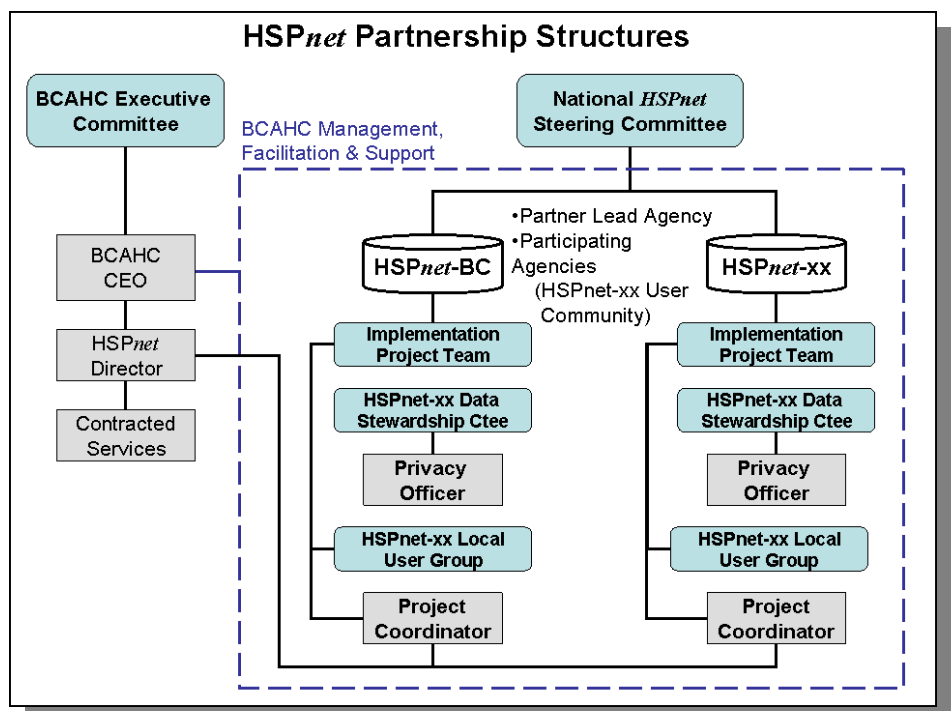 HSPnet Partnership Structures
BCAHC Executive
Committee
National HSPnet
Steering Committee
BCAHC Management,
Facilitation & Support
BCAHC
CEO
HSPnet
Director
Contracted
Services
HSPnet-BC
•Partner Lead Agency
•Participating
Agencies
(HSPnet-xx User
Community)
HSPnet-xx
Implementation
Project Team
HSPnet-xx Data
Stewardship Ctee
Privacy
Officer
HSPnet-xx Local
User Group
Project
Coordinator
Implementation
Project Team
HSPnet-xx Data
Stewardship Ctee
Privacy
Officer
HSPnet-xx Local
User Group
Project
Coordinator